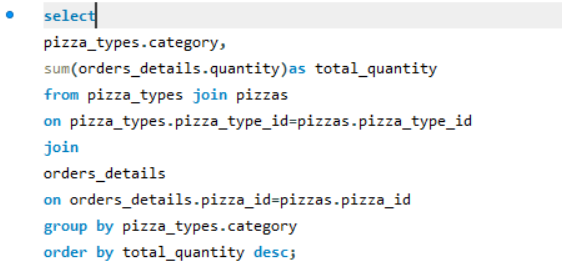 select
pizza_types.category,
sum(orders_details.quantity)as total_quantity
from pizza_types join pizzas
on pizza_types.pizza_type_id=pizzas.pizza_type_id
join
orders_details
on orders_details.pizza_id=pizzas.pizza_id
group by pizza_types.category
order by total_quantity desc;